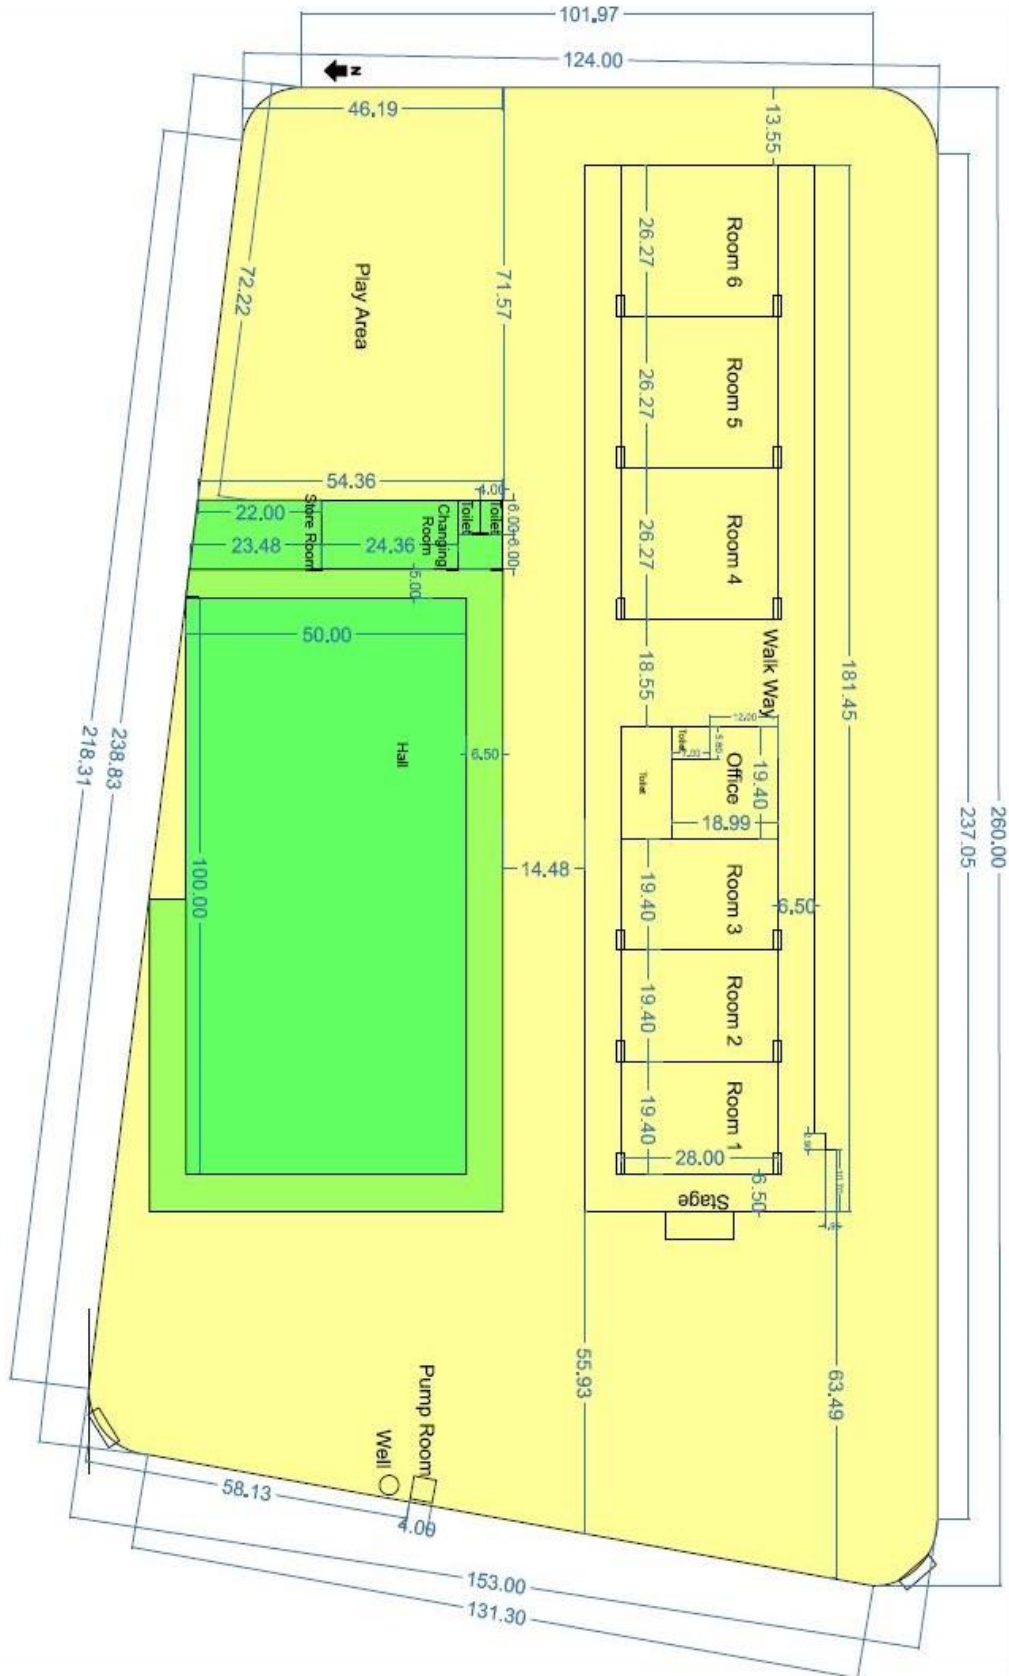 101.97
124.00
N
46.19
13.55
Room 6
26.27
72.22
Play Area
71.57
260.00
237.05
Room 5
26.27
54.36
4.00
22.00
Store Room
Changing
Room
Toilet
Toilet
6.00
6.00
23.48
24.36
5.00
Room 4
26.27
50.00
Walk Way
18.55
181.45
218.31
238.83
Hall
6.50
12.00
Toilet
5.80
7.00
Office
19.40
Toilet
18.99
100.00
14.48
19.40
Room 3
6.50
19.40
Room 2
19.40
Room 1
28.00
Stage
6.50
55.93
63.49
Pump Room
Well
58.13
4.00
153.00
131.30